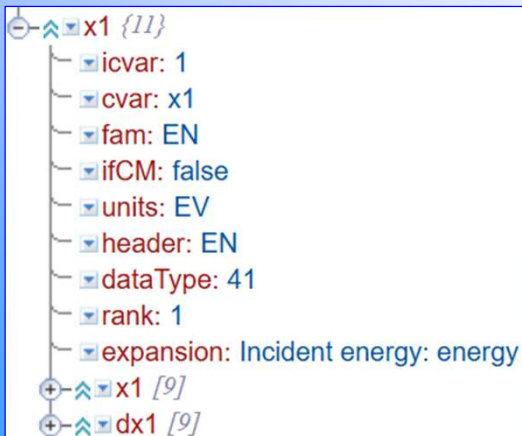 x1 {11}
icvar: 1
cvar: x1
fam: EN
ifCM: false
units: EV
header: EN
dataType: 41
rank: 1
expansion: Incident energy: energy
x1 [9]
dx1 [9]